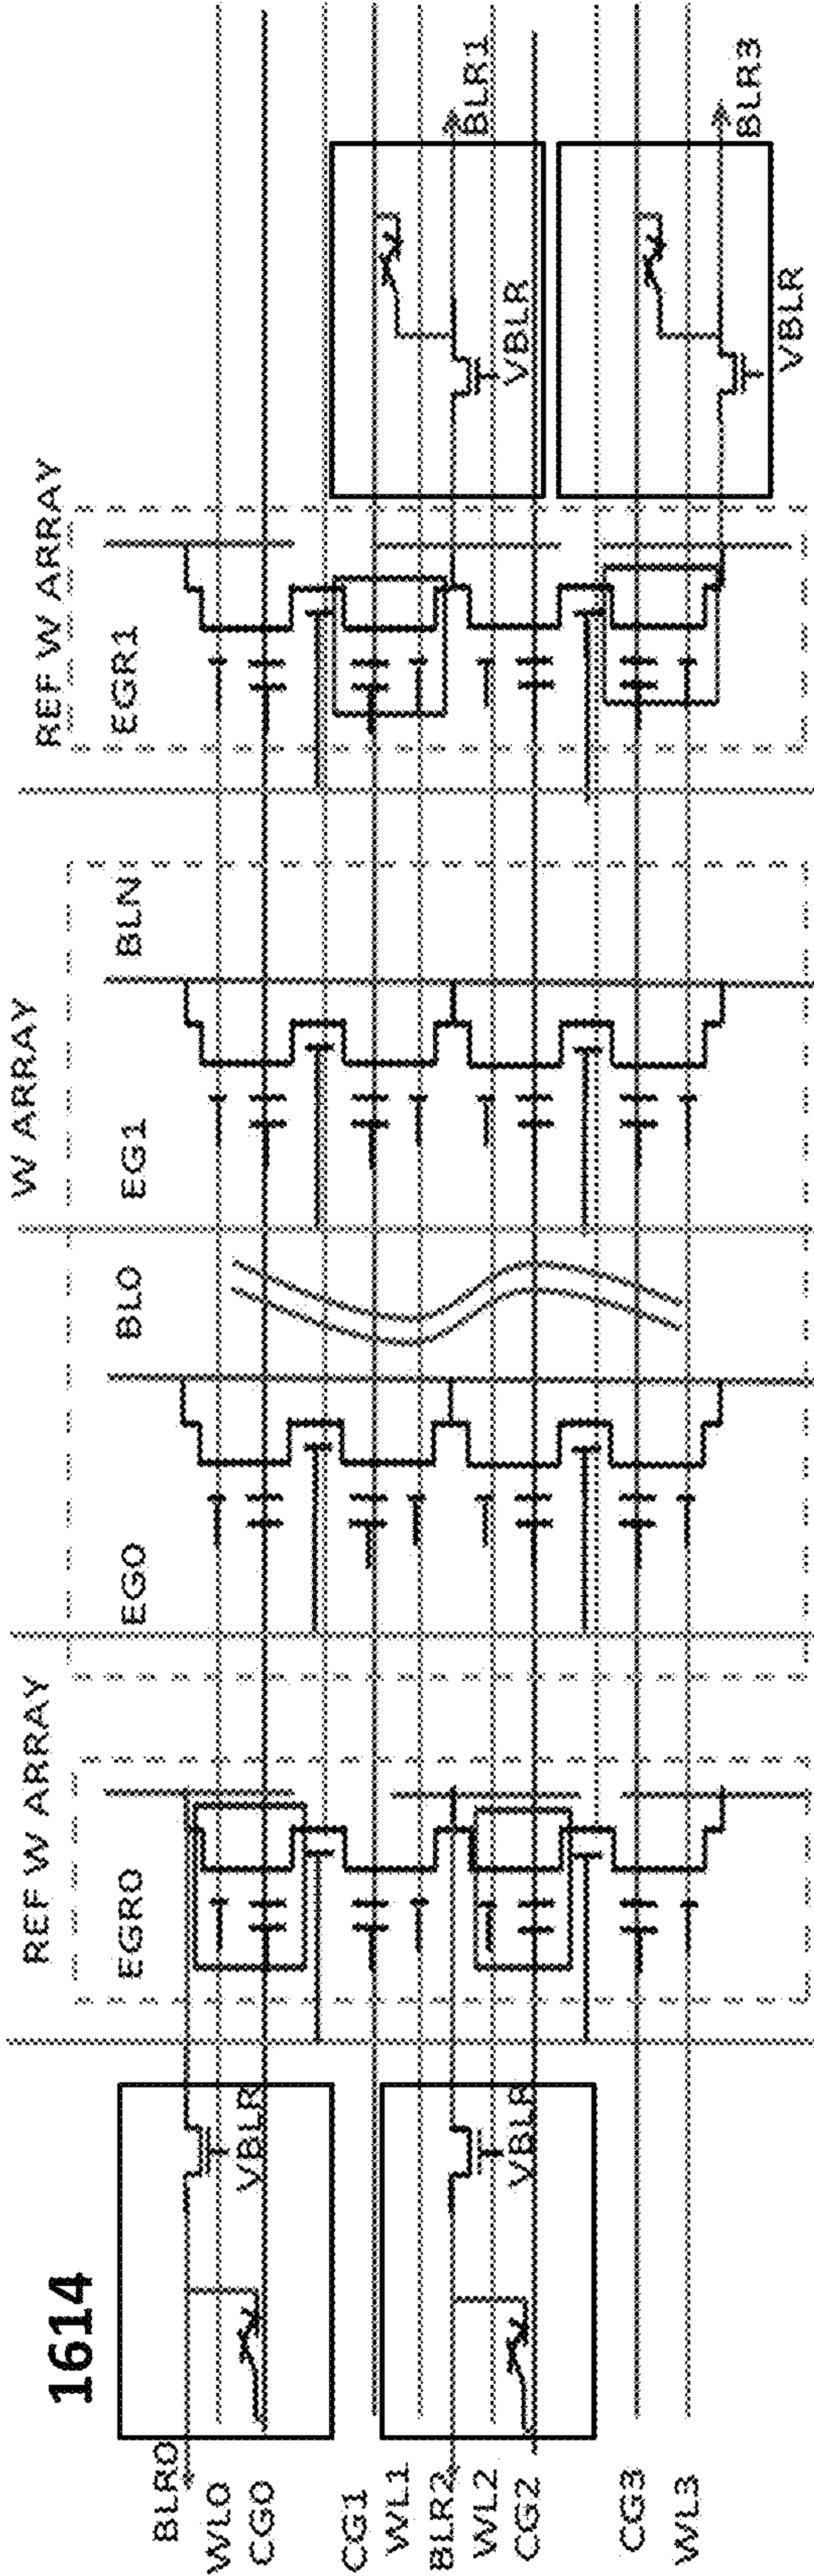 1614
REF W ARRAY
W ARRAY
REF W ARRAY
EGR0
EG0
BL0
EG1
BLN
EGR1
BLR0
WL0
CG0
CG1
WL1
BLR2
WL2
CG2
CG3
WL3
VBLR
VBLR
VBLR
VBLR
BLR1
BLR3